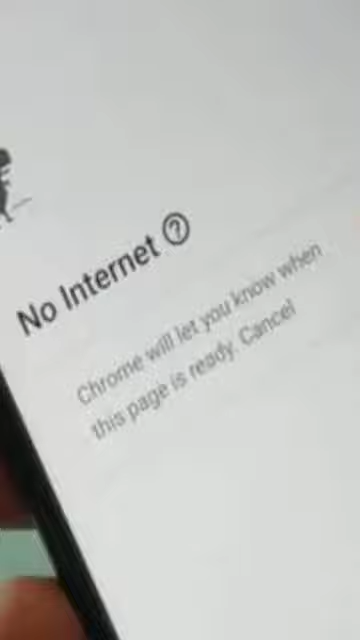 No Internet ?
Chrome will let you know when
this page is ready. Cancel